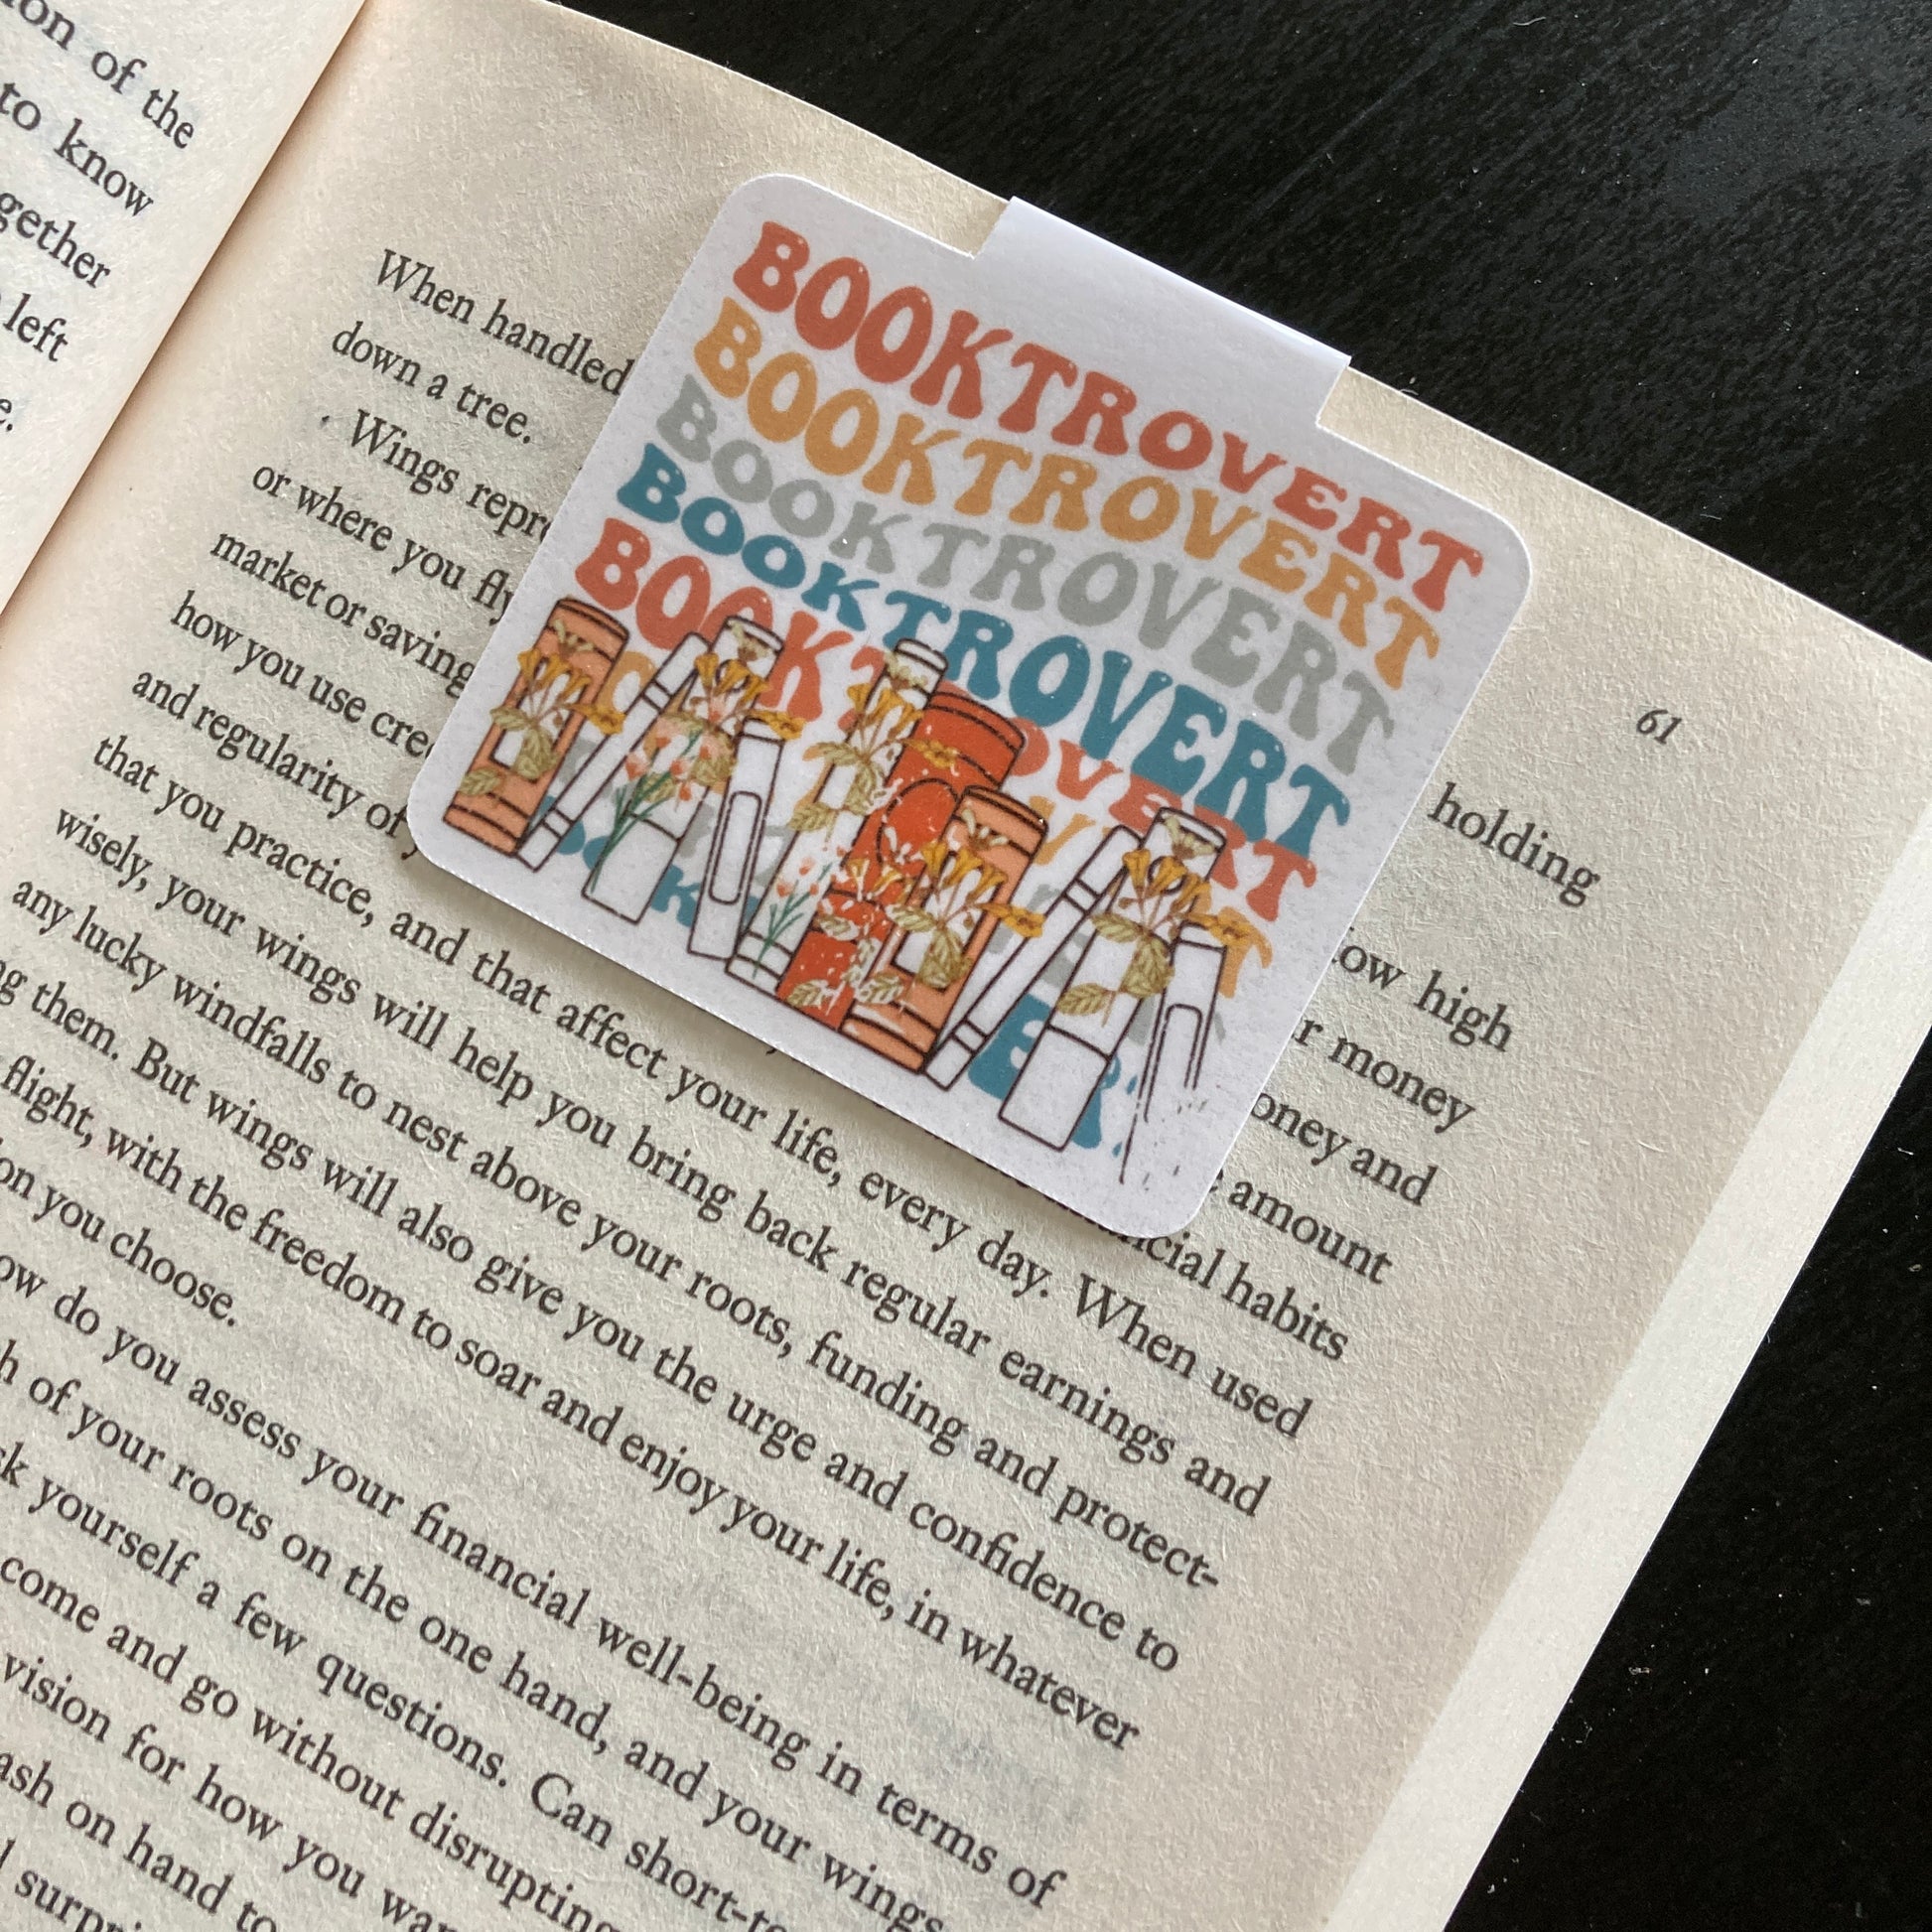 on of the
to know
gether
left
e.
61
BOOKTROVERT
BOOKTROVERT
BOOKTROVERT
BOOKTROVERT
BOOKTROVERT
When handled holding
down a tree.
Wings repr ow high
or where you fly r money
market or saving oney and
how you use cre amount
and regularity of ncial habits
that you practice, and that affect your life, every day. When used
wisely, your wings will help you bring back regular earnings and
any lucky windfalls to nest above your roots, funding and protect-
g them. But wings will also give you the urge and confidence to
flight, with the freedom to soar and enjoy your life, in whatever
on you choose.
ow do you assess your financial well-being in terms of
h of your roots on the one hand, and your wings
sk yourself a few questions. Can short-te
come and go without disrupting
vision for how you wan
ash on hand to
surpri